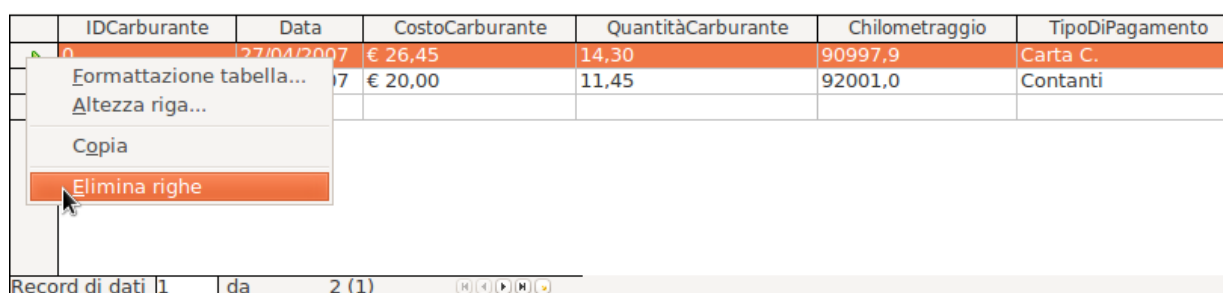 IDCarburante Data CostoCarburante QuantitàCarburante Chilometraggio TipoDiPagamento
0 27/04/2007 € 26,45 14,30 90997,9 Carta C.
Formattazione tabella... 07 € 20,00 11,45 92001,0 Contanti
Altezza riga...
Copia
Elimina righe
Record di dati 1 da 2 (1)